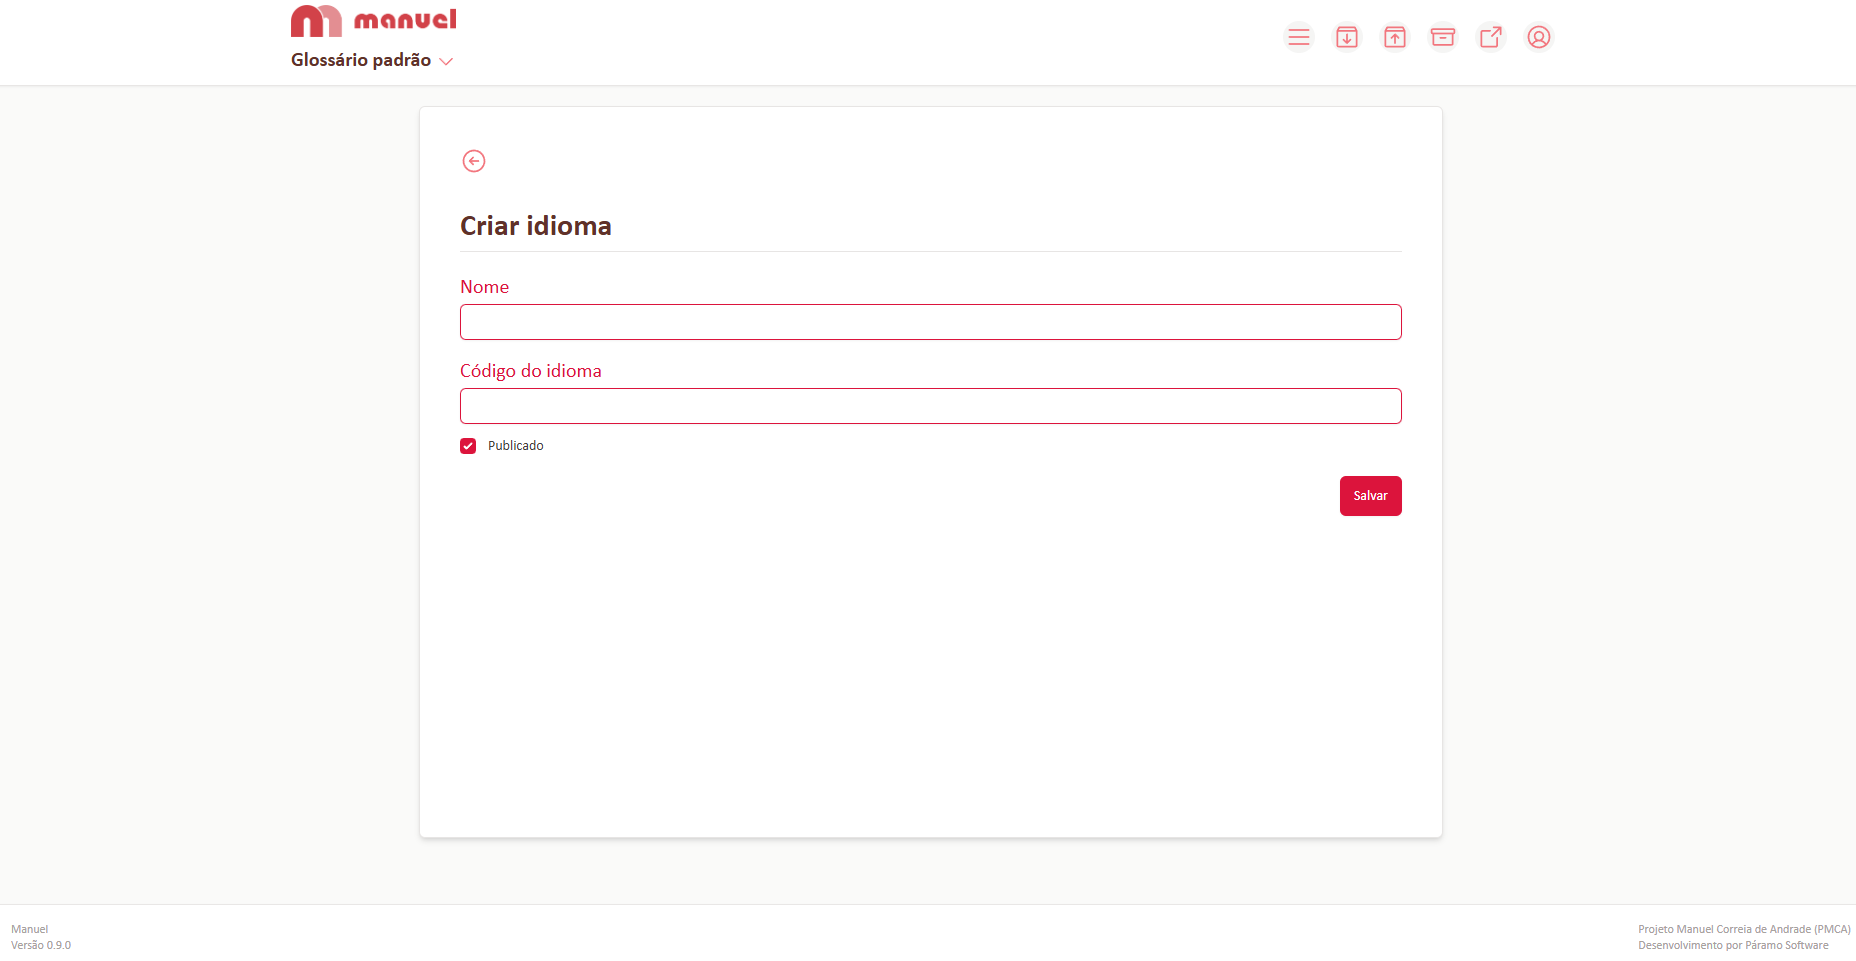 manuel
Glossário padrão
Criar idioma
Nome
Código do idioma
Publicado
Salvar
Manuel
Versão 0.9.0
Projeto Manuel Correia de Andrade (PMCA)
Desenvolvimento por Páramo Software